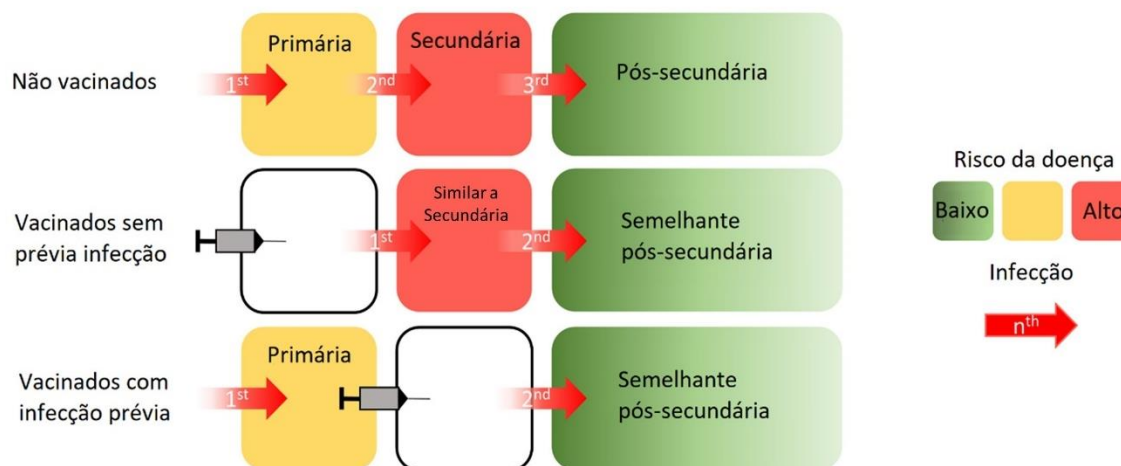 Não vacinados
1st
Primária
2nd
Secundária
3rd
Pós-secundária
Vacinados sem
prévia infecção
1st
Similar a
Secundária
2nd
Semelhante
pós-secundária
Vacinados com
infecção prévia
1st
Primária
2nd
Semelhante
pós-secundária
Risco da doença
Baixo
Alto
Infecção
nth